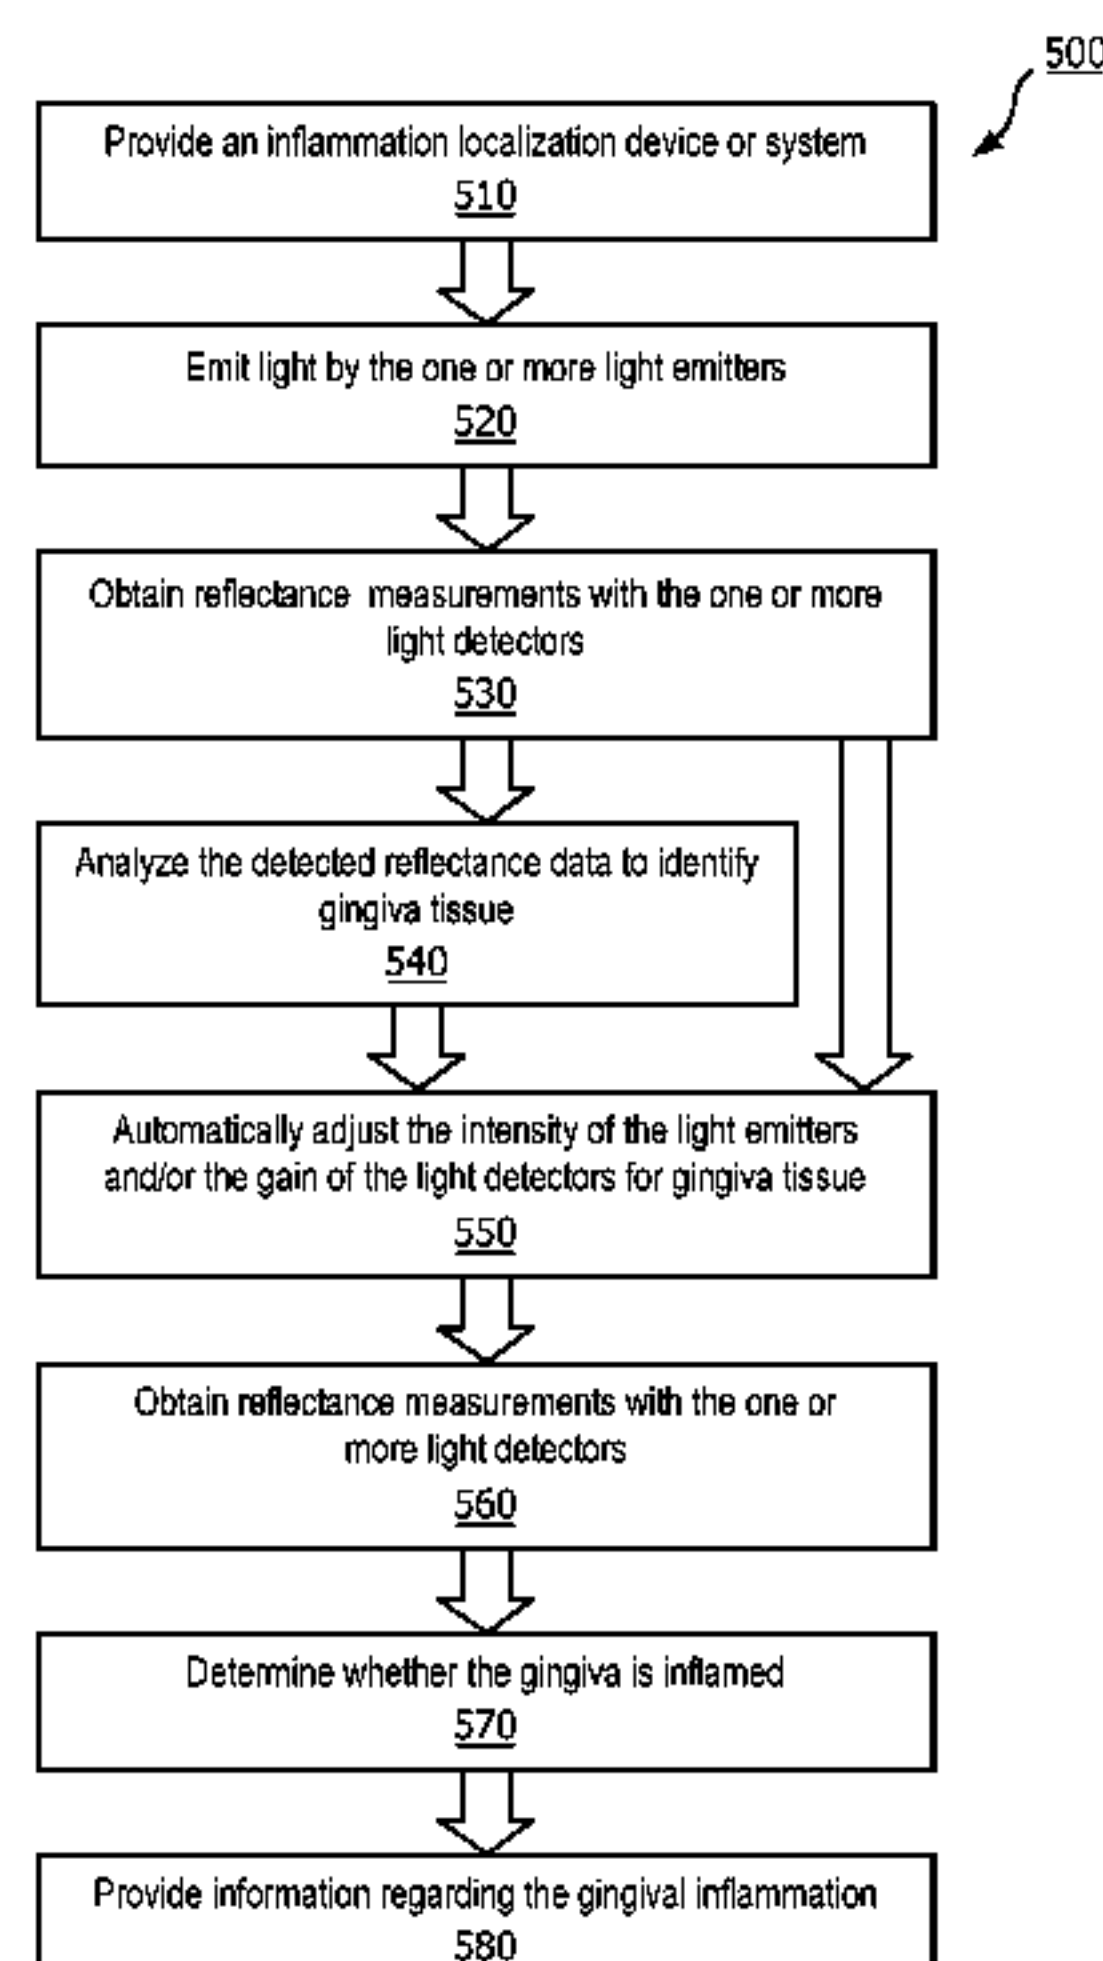 500
Provide an inflammation localization device or system
510
Emit light by the one or more light emitters
520
Obtain reflectance measurements with the one or more
light detectors
530
Analyze the detected reflectance data to identify
gingiva tissue
540
Automatically adjust the intensity of the light emitters
and/or the gain of the light detectors for gingiva tissue
550
Obtain reflectance measurements with the one or
more light detectors
560
Determine whether the gingiva is inflamed
570
Provide information regarding the gingival inflammation
580